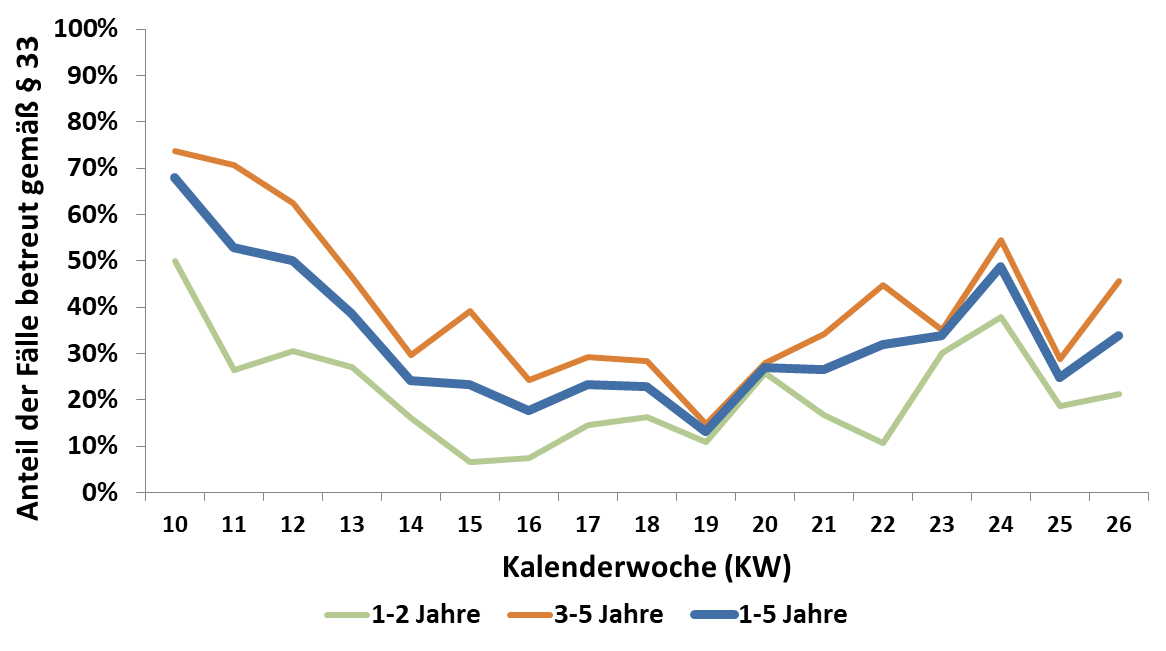 Anteil der Fälle betreut gemäß § 33
100%
90%
80%
70%
60%
50%
40%
30%
20%
10%
0%
10 11 12 13 14 15 16 17 18 19 20 21 22 23 24 25 26
Kalenderwoche (KW)
1-2 Jahre 3-5 Jahre 1-5 Jahre